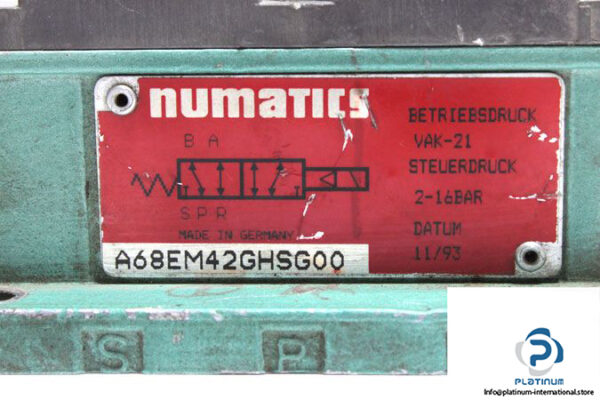 numatics
BETRIEBSDRUCK
VAK-21
STEUERDRUCK
2-16BAR
DATUM
11/93
B A
S P R
MADE IN GERMANY
A68EM42GHSG00
S P
PLATINUM
Info@platinum-international.store